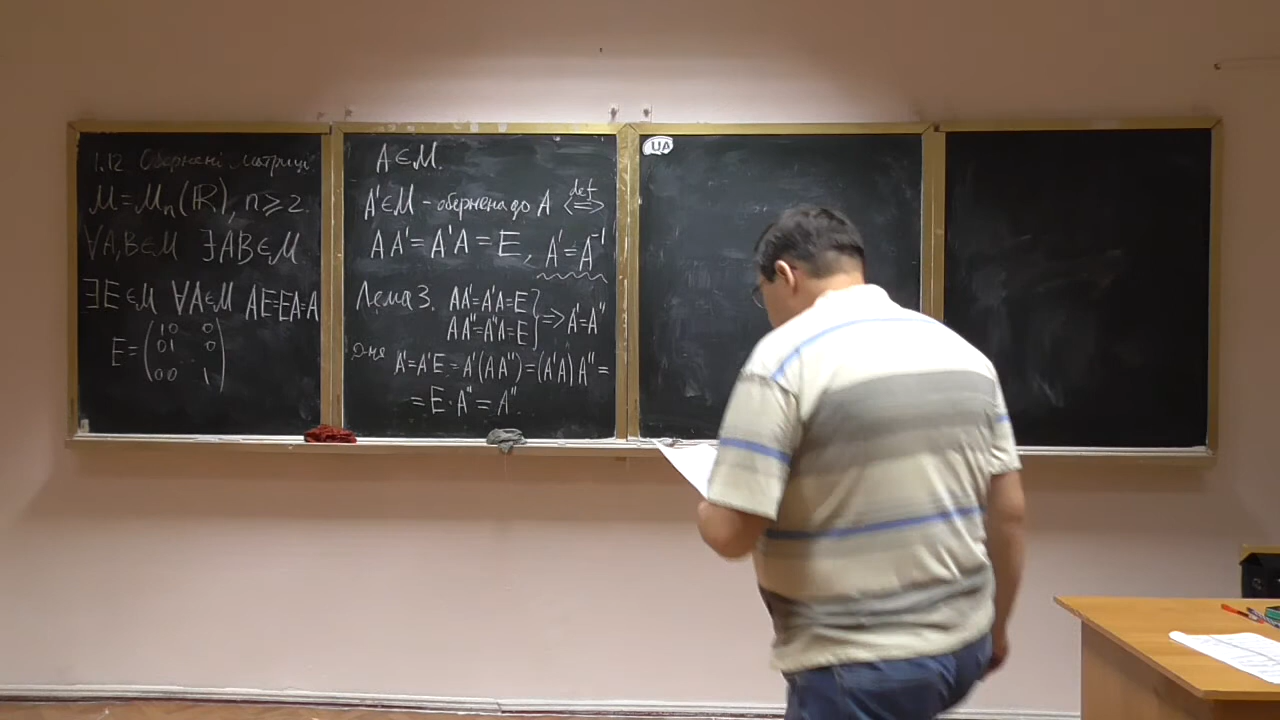 1.12. Обернені матриці
M = Mₙ(ℝ), n ⩾ 2.
∀A,B∈M ∃AB∈M.
∃E∈M ∀A∈M AE=EA=A
E = (1 0 0
0 1 0
0 0 1)
A∈M.
A'∈M – обернена до A ⟺ def
AA' = A'A = E, A' = A⁻¹
Лема 3. AA'=A'A=E
AA''=A''A=E } ⟹ A'=A''
Д-ня A'=A'E=A'(AA'')=(A'A)A''=
=E·A''=A''.
UA